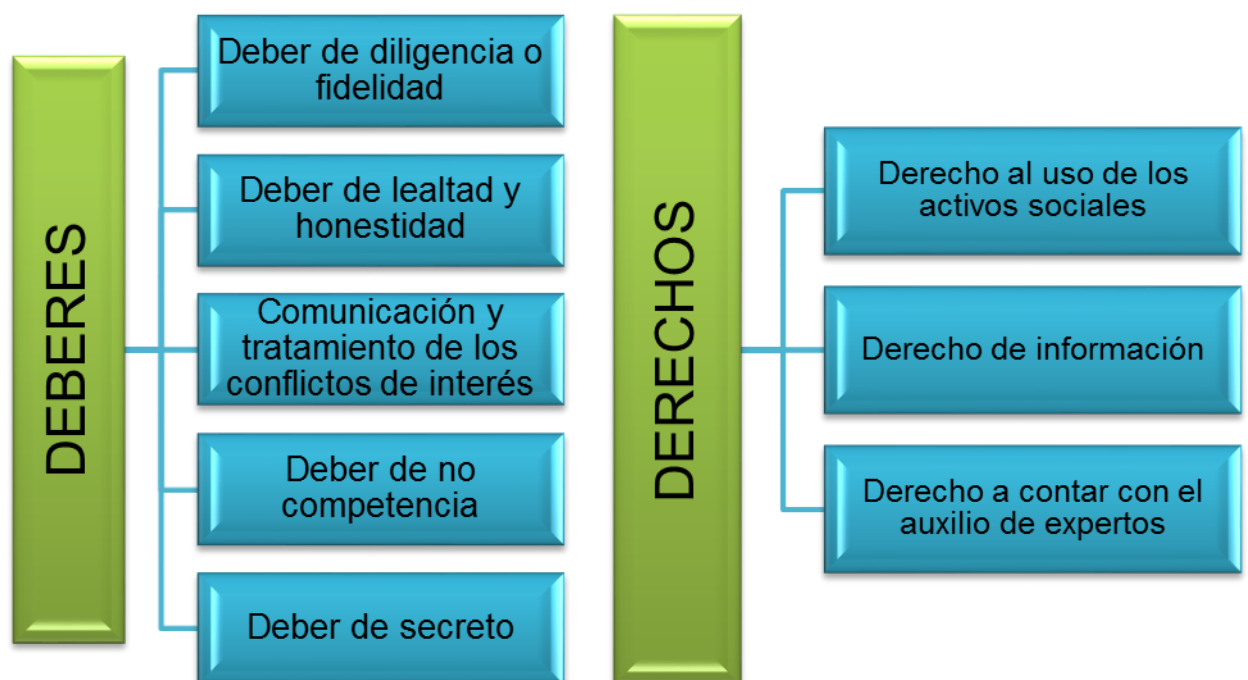 DEBERES
Deber de diligencia o
fidelidad
Deber de lealtad y
honestidad
Comunicación y
tratamiento de los
conflictos de interés
Deber de no
competencia
Deber de secreto
DERECHOS
Derecho al uso de los
activos sociales
Derecho de información
Derecho a contar con el
auxilio de expertos